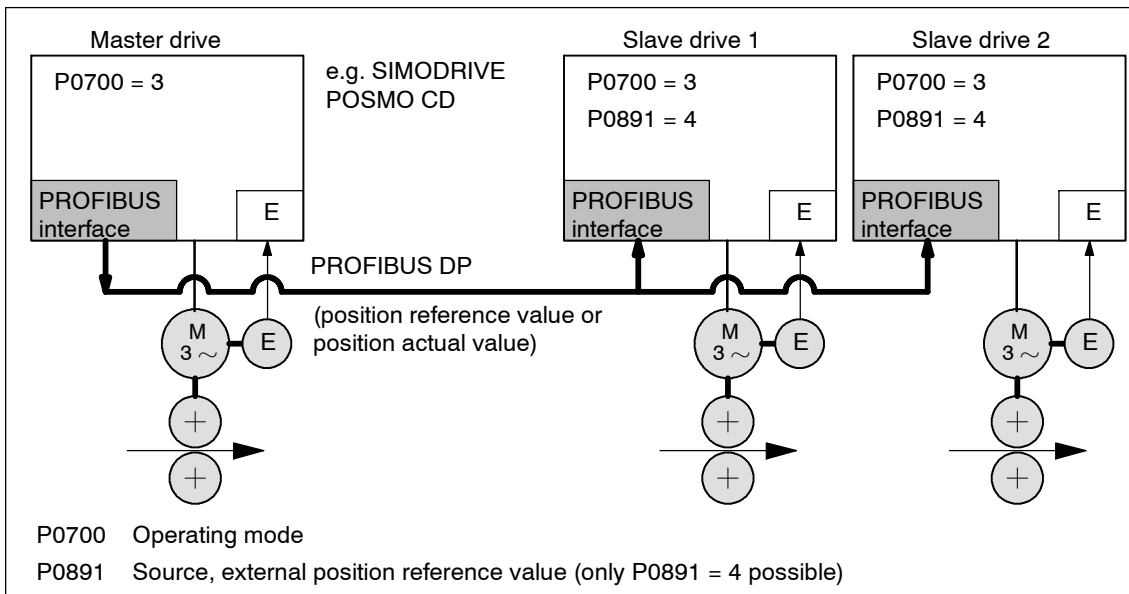 Master drive
P0700 = 3
e.g. SIMODRIVE
POSMO CD
PROFIBUS
interface
E
Slave drive 1
P0700 = 3
P0891 = 4
PROFIBUS
interface
E
Slave drive 2
P0700 = 3
P0891 = 4
PROFIBUS
interface
E
PROFIBUS DP
(position reference value or
position actual value)
M
3 ~
E
M
3 ~
E
M
3 ~
E
P0700 Operating mode
P0891 Source, external position reference value (only P0891 = 4 possible)